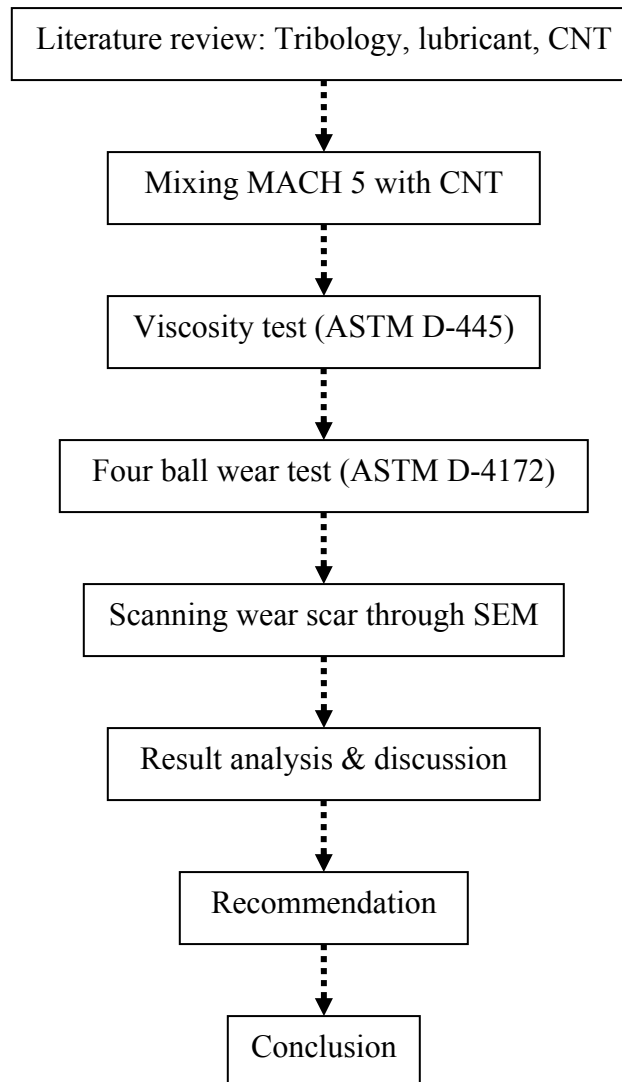 Literature review: Tribology, lubricant, CNT
Mixing MACH 5 with CNT
Viscosity test (ASTM D-445)
Four ball wear test (ASTM D-4172)
Scanning wear scar through SEM
Result analysis & discussion
Recommendation
Conclusion